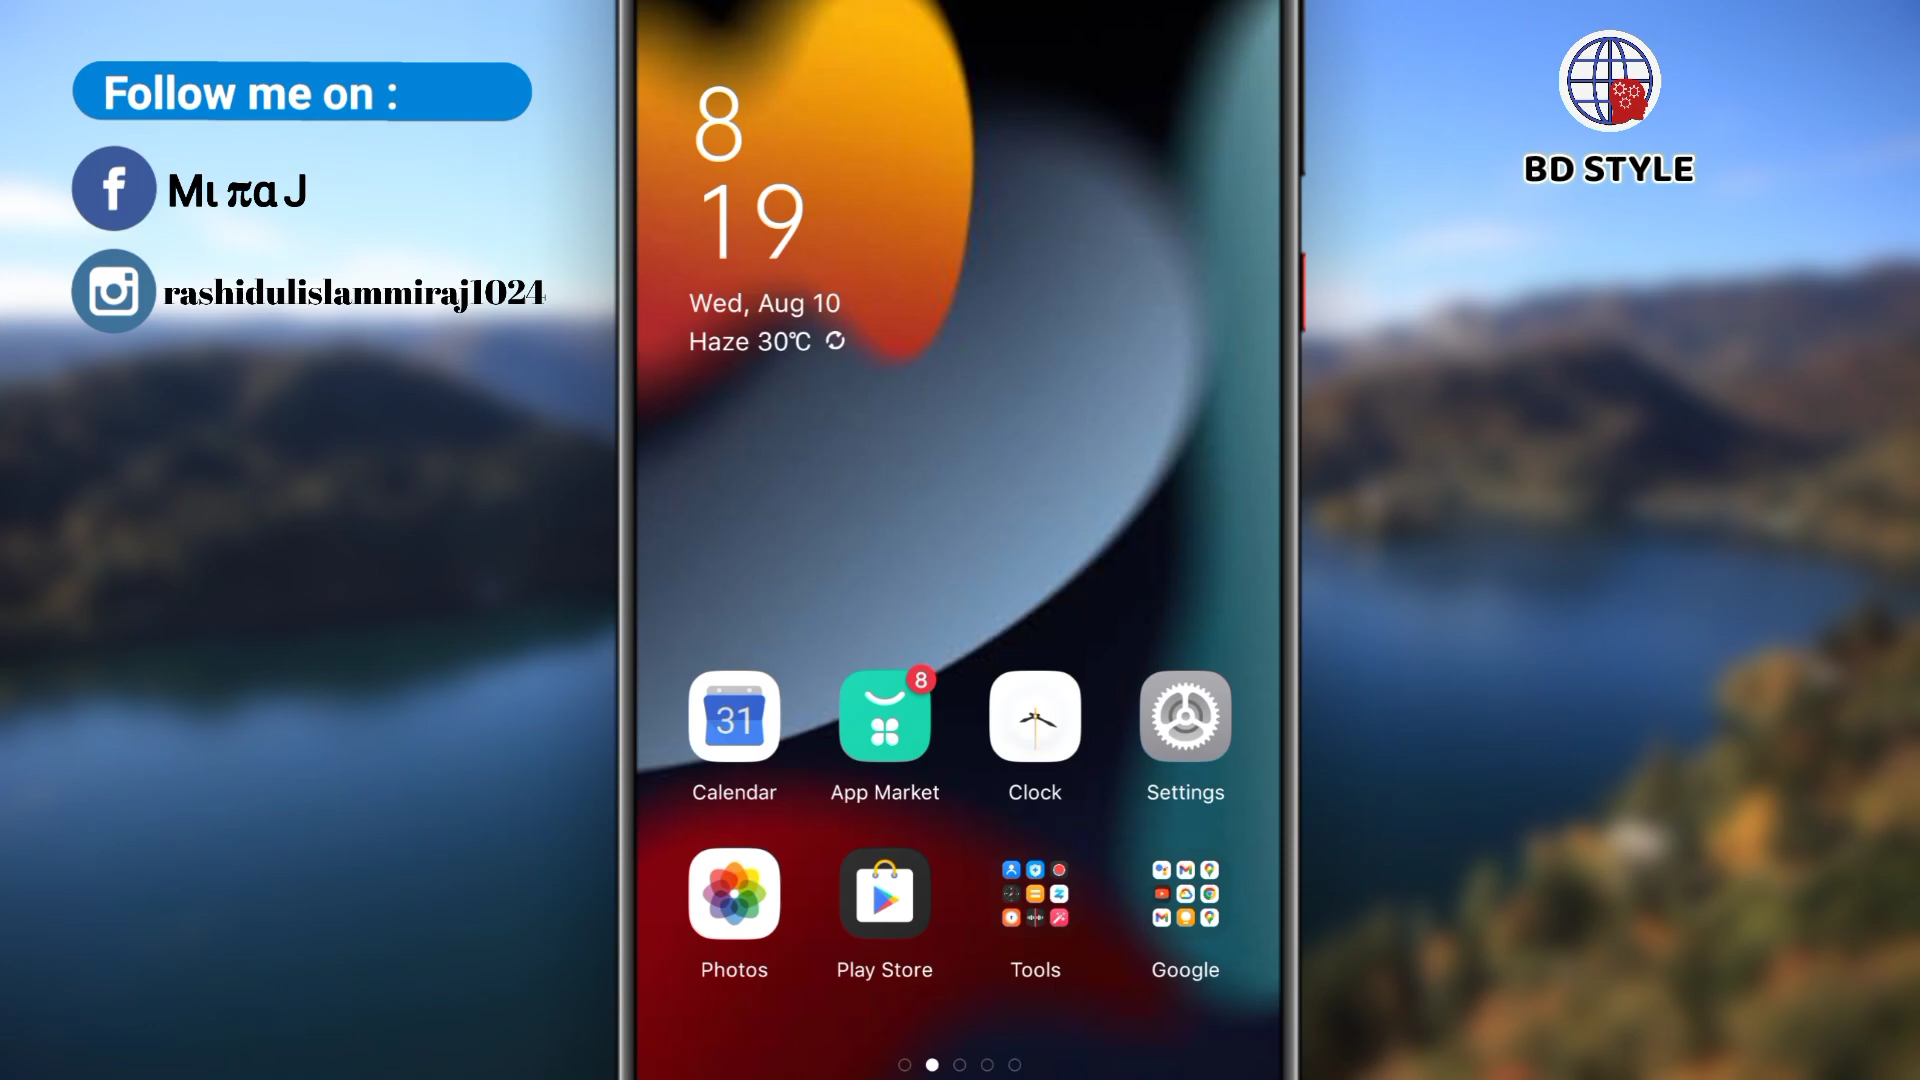 Follow me on :
f
Mι παJ
rashidulislammiraj1024
BD STYLE
8
19
Wed, Aug 10
Haze 30℃
31
8
Calendar
App Market
Clock
Settings
Photos
Play Store
Tools
Google